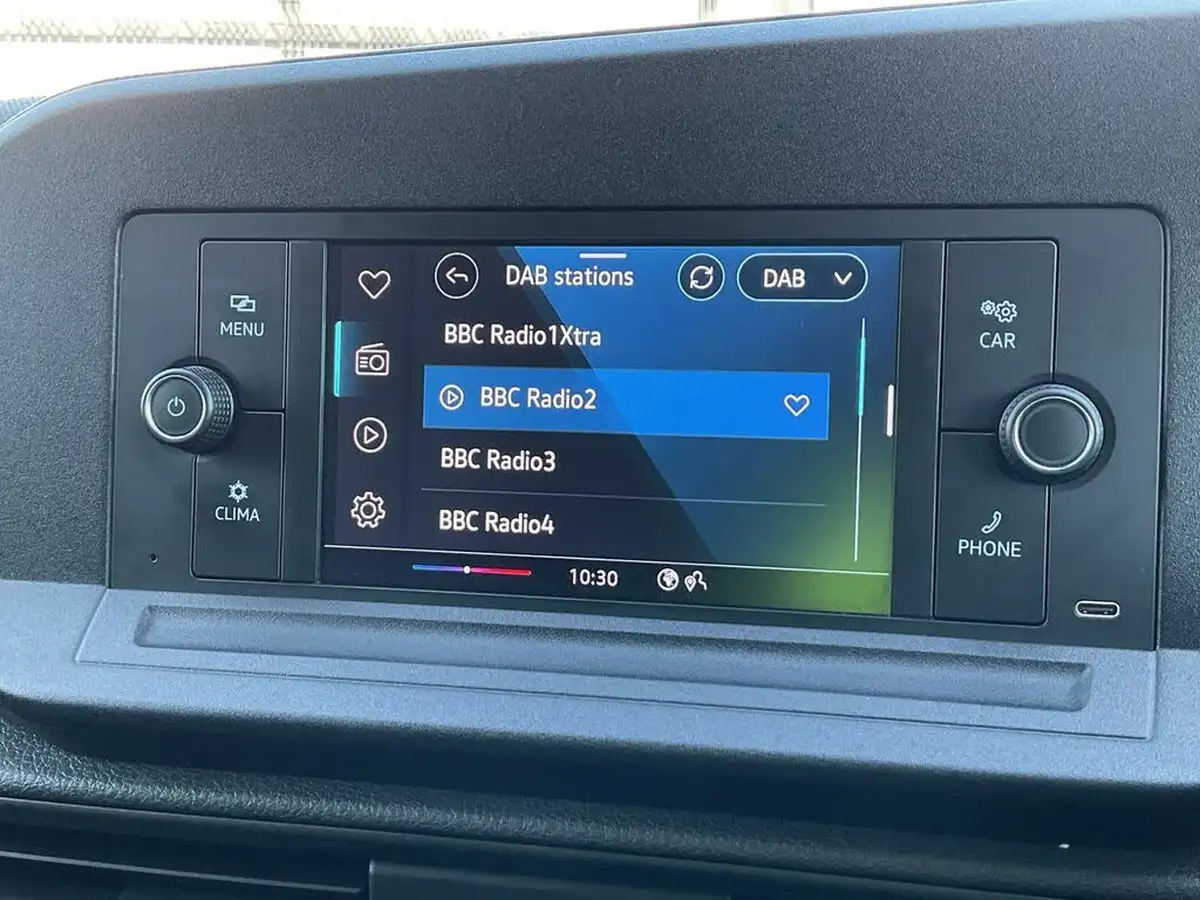 MENU
CLIMA
DAB stations
DAB
BBC Radio1Xtra
BBC Radio2
BBC Radio3
BBC Radio4
10:30
CAR
PHONE